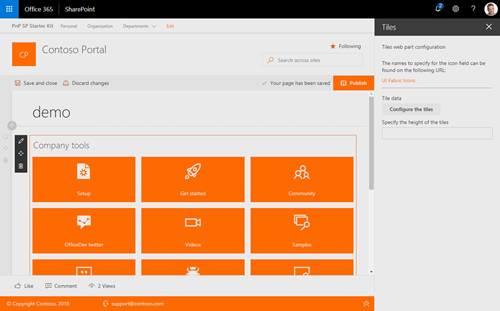 Office 365 SharePoint
PnP SP Starter Kit Personal Organization Departments Edit
CP Contoso Portal
Following
Search across sites
Save and close Discard changes Your page has been saved Publish
demo
Company tools
Setup Get started Community
OfficeDev twitter Videos Samples
Like Comment 2 Views
© Copyright Contoso, 2018 support@contoso.com
Tiles
Tiles web part configuration
The names to specify for the icon field can be
found on the following URL:
UI Fabric icons
Tile data
Configure the tiles
Specify the height of the tiles